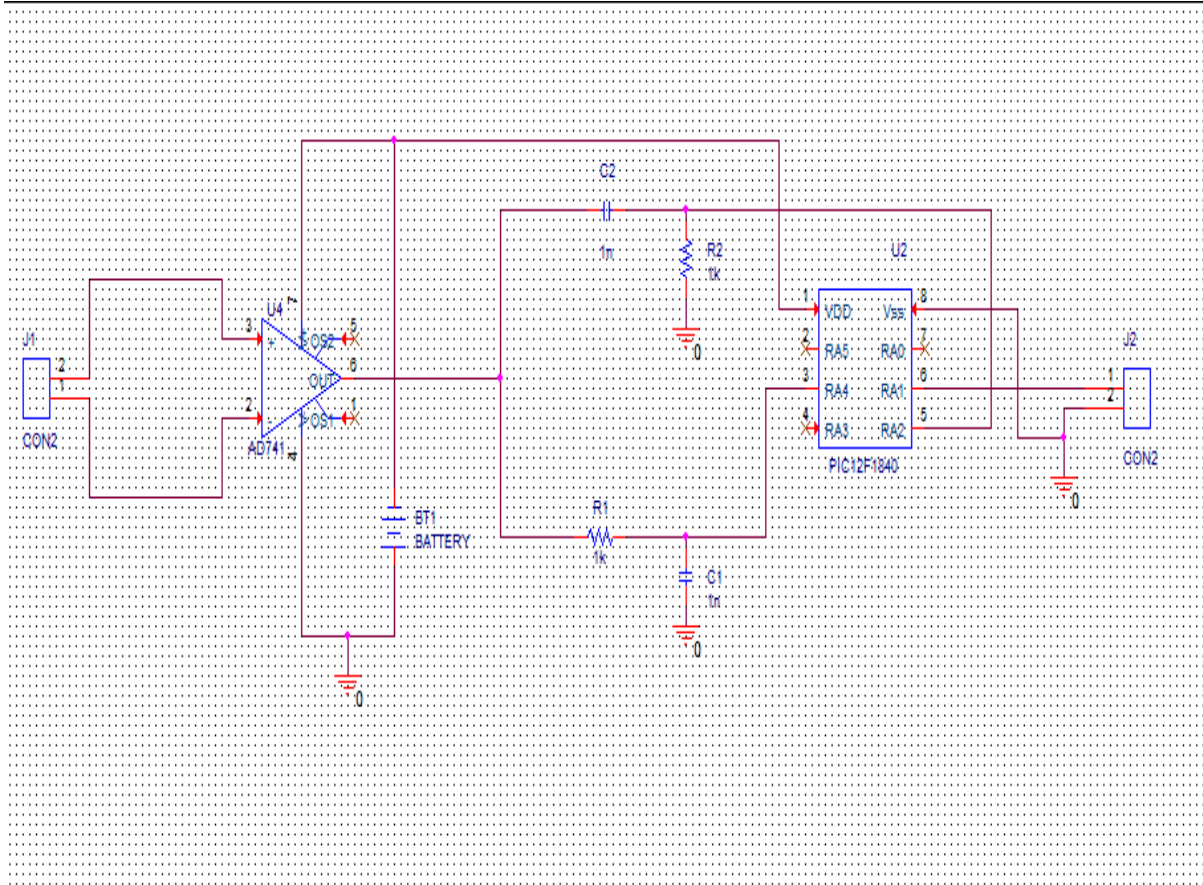 C2
1n
R2
1k
0
U2
1
VDD
Vss
8
2
RA5
RA0
7
3
RA4
RA1
6
4
RA3
RA2
5
PIC12F1840
J2
1
2
CON2
0
J1
2
1
CON2
U4
7
3
+
OS2
5
OUT
6
2
-
OS1
1
AD741
4
BT1
BATTERY
0
R1
1k
C1
1n
0